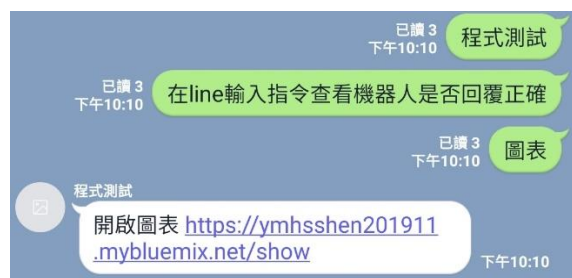 已讀 3
下午10:10
程式測試
已讀 3
下午10:10
在line輸入指令查看機器人是否回覆正確
已讀 3
下午10:10
圖表
程式測試
開啟圖表 https://ymhsshen201911
.mybluemix.net/show
下午10:10